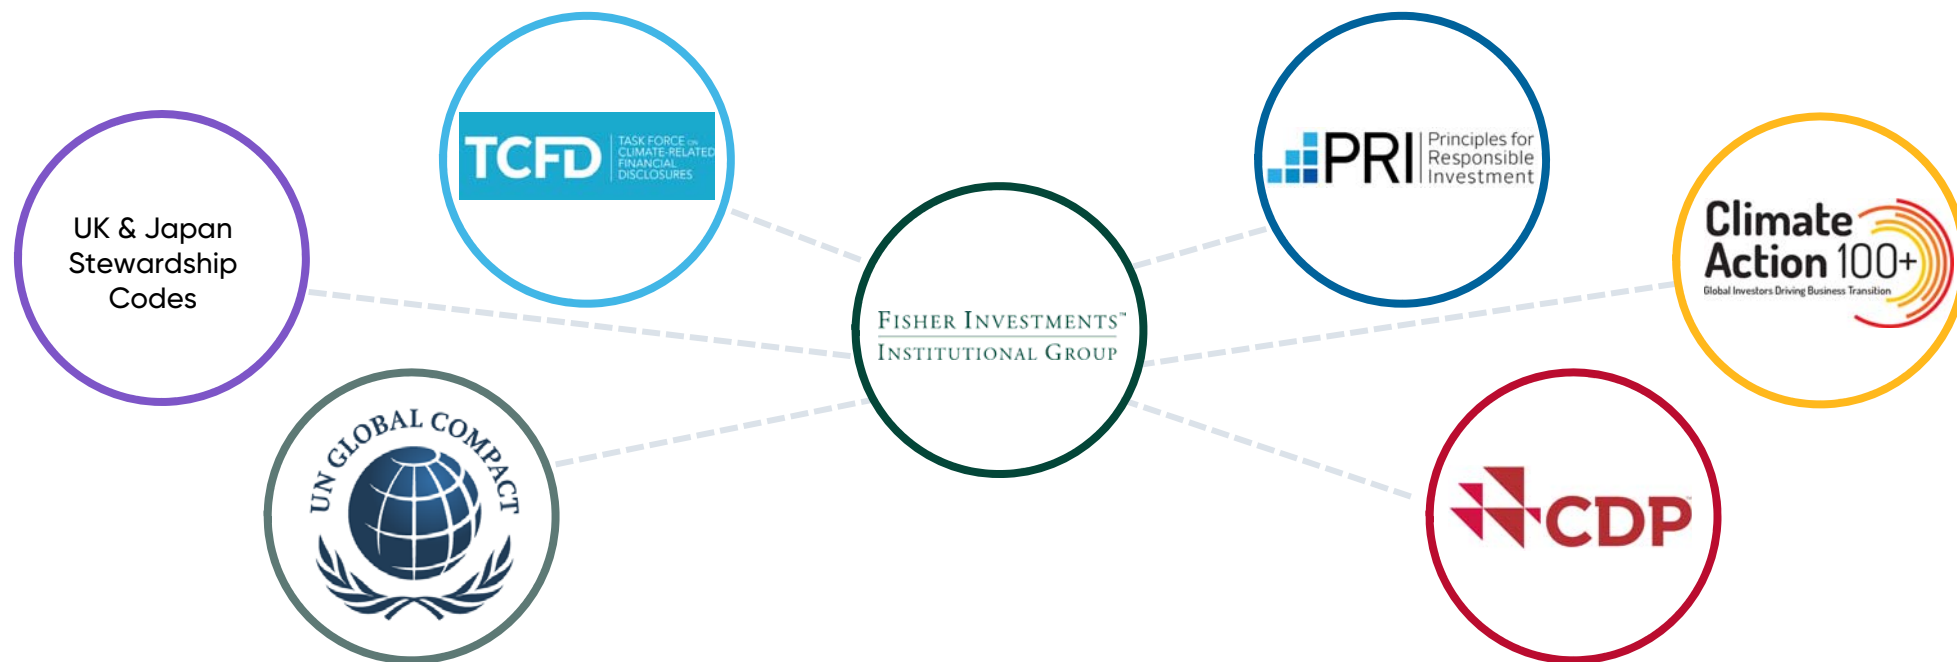 UK & Japan
Stewardship
Codes
TCFD
TASK FORCE ON
CLIMATE-RELATED
FINANCIAL
DISCLOSURES
UN GLOBAL COMPACT
FISHER INVESTMENTS™
INSTITUTIONAL GROUP
PRI
Principles for
Responsible
Investment
Climate
Action 100+
Global Investors Driving Business Transition
CDP